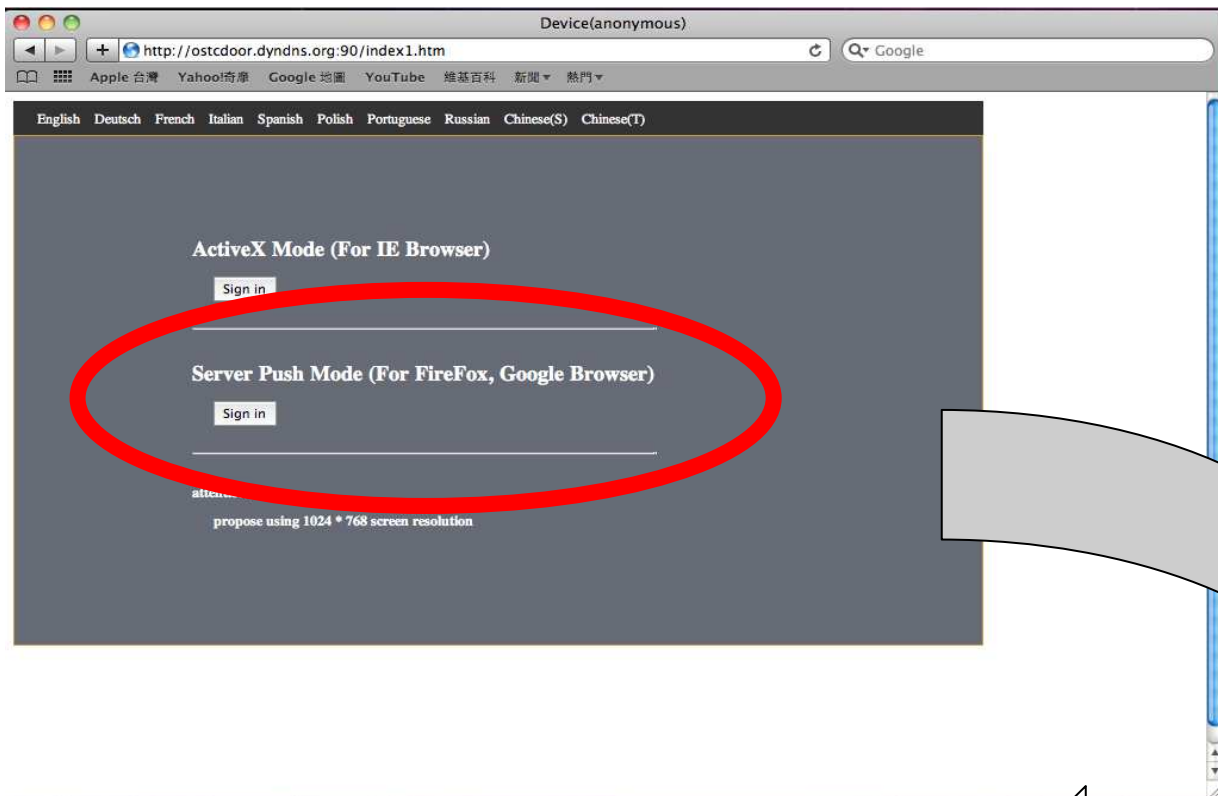 Device(anonymous)
http://ostcdoor.dyndns.org:90/index1.htm Google
Apple 台灣 Yahoo!奇摩 Google 地圖 YouTube 維基百科 新聞 熱門
English Deutsch French Italian Spanish Polish Portuguese Russian Chinese(S) Chinese(T)
ActiveX Mode (For IE Browser)
Sign in
Server Push Mode (For FireFox, Google Browser)
Sign in
propose using 1024 * 768 screen resolution